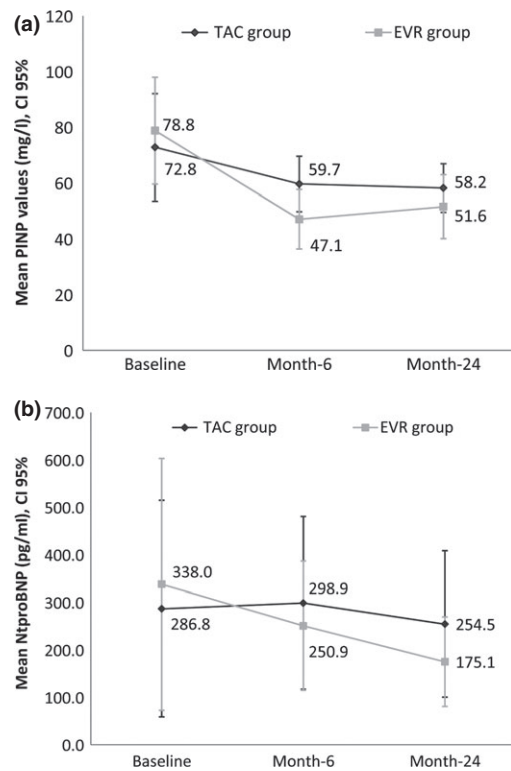 (a)
TAC group
EVR group
Mean PINP values (mg/l), CI 95%
120
100
80
60
40
20
0
78.8
72.8
59.7
47.1
58.2
51.6
Baseline
Month-6
Month-24
(b)
TAC group
EVR group
Mean NtproBNP (pg/ml), CI 95%
700.0
600.0
500.0
400.0
300.0
200.0
100.0
0.0
338.0
286.8
298.9
250.9
254.5
175.1
Baseline
Month-6
Month-24